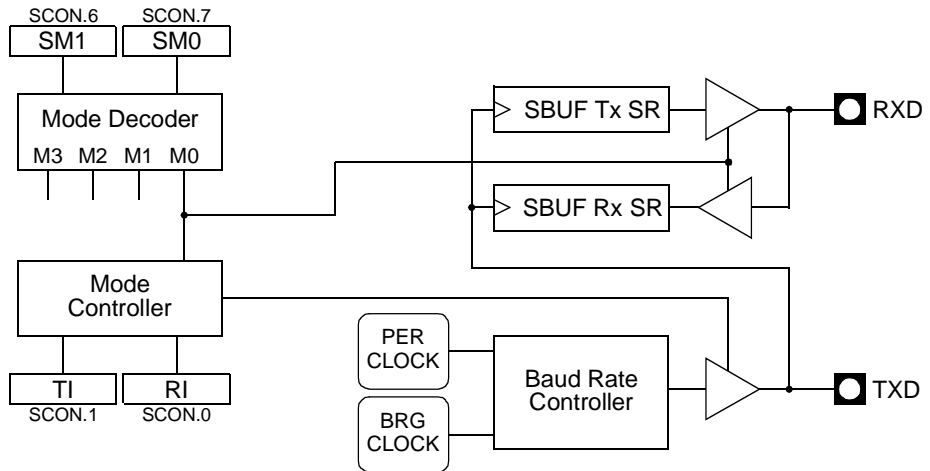 SCON.6
SCON.7
SM1
SM0
Mode Decoder
M3
M2
M1
M0
SBUF Tx SR
RXD
SBUF Rx SR
Mode
Controller
TI
RI
SCON.1
SCON.0
PER
CLOCK
BRG
CLOCK
Baud Rate
Controller
TXD